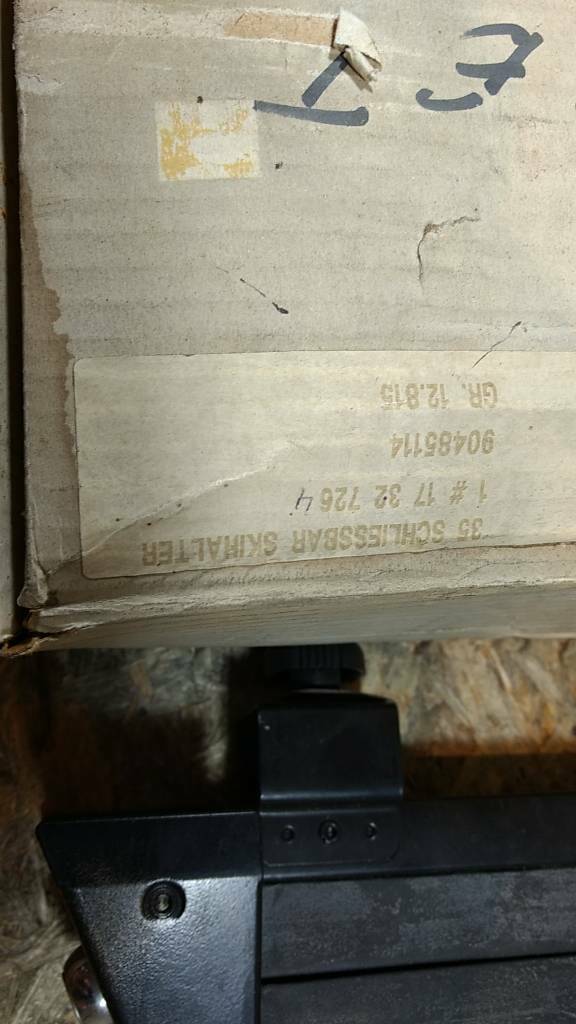 35 SCHLIESSBAR SKIHALTER
1 # 17 32 726 4
90485114
GR. 12.815